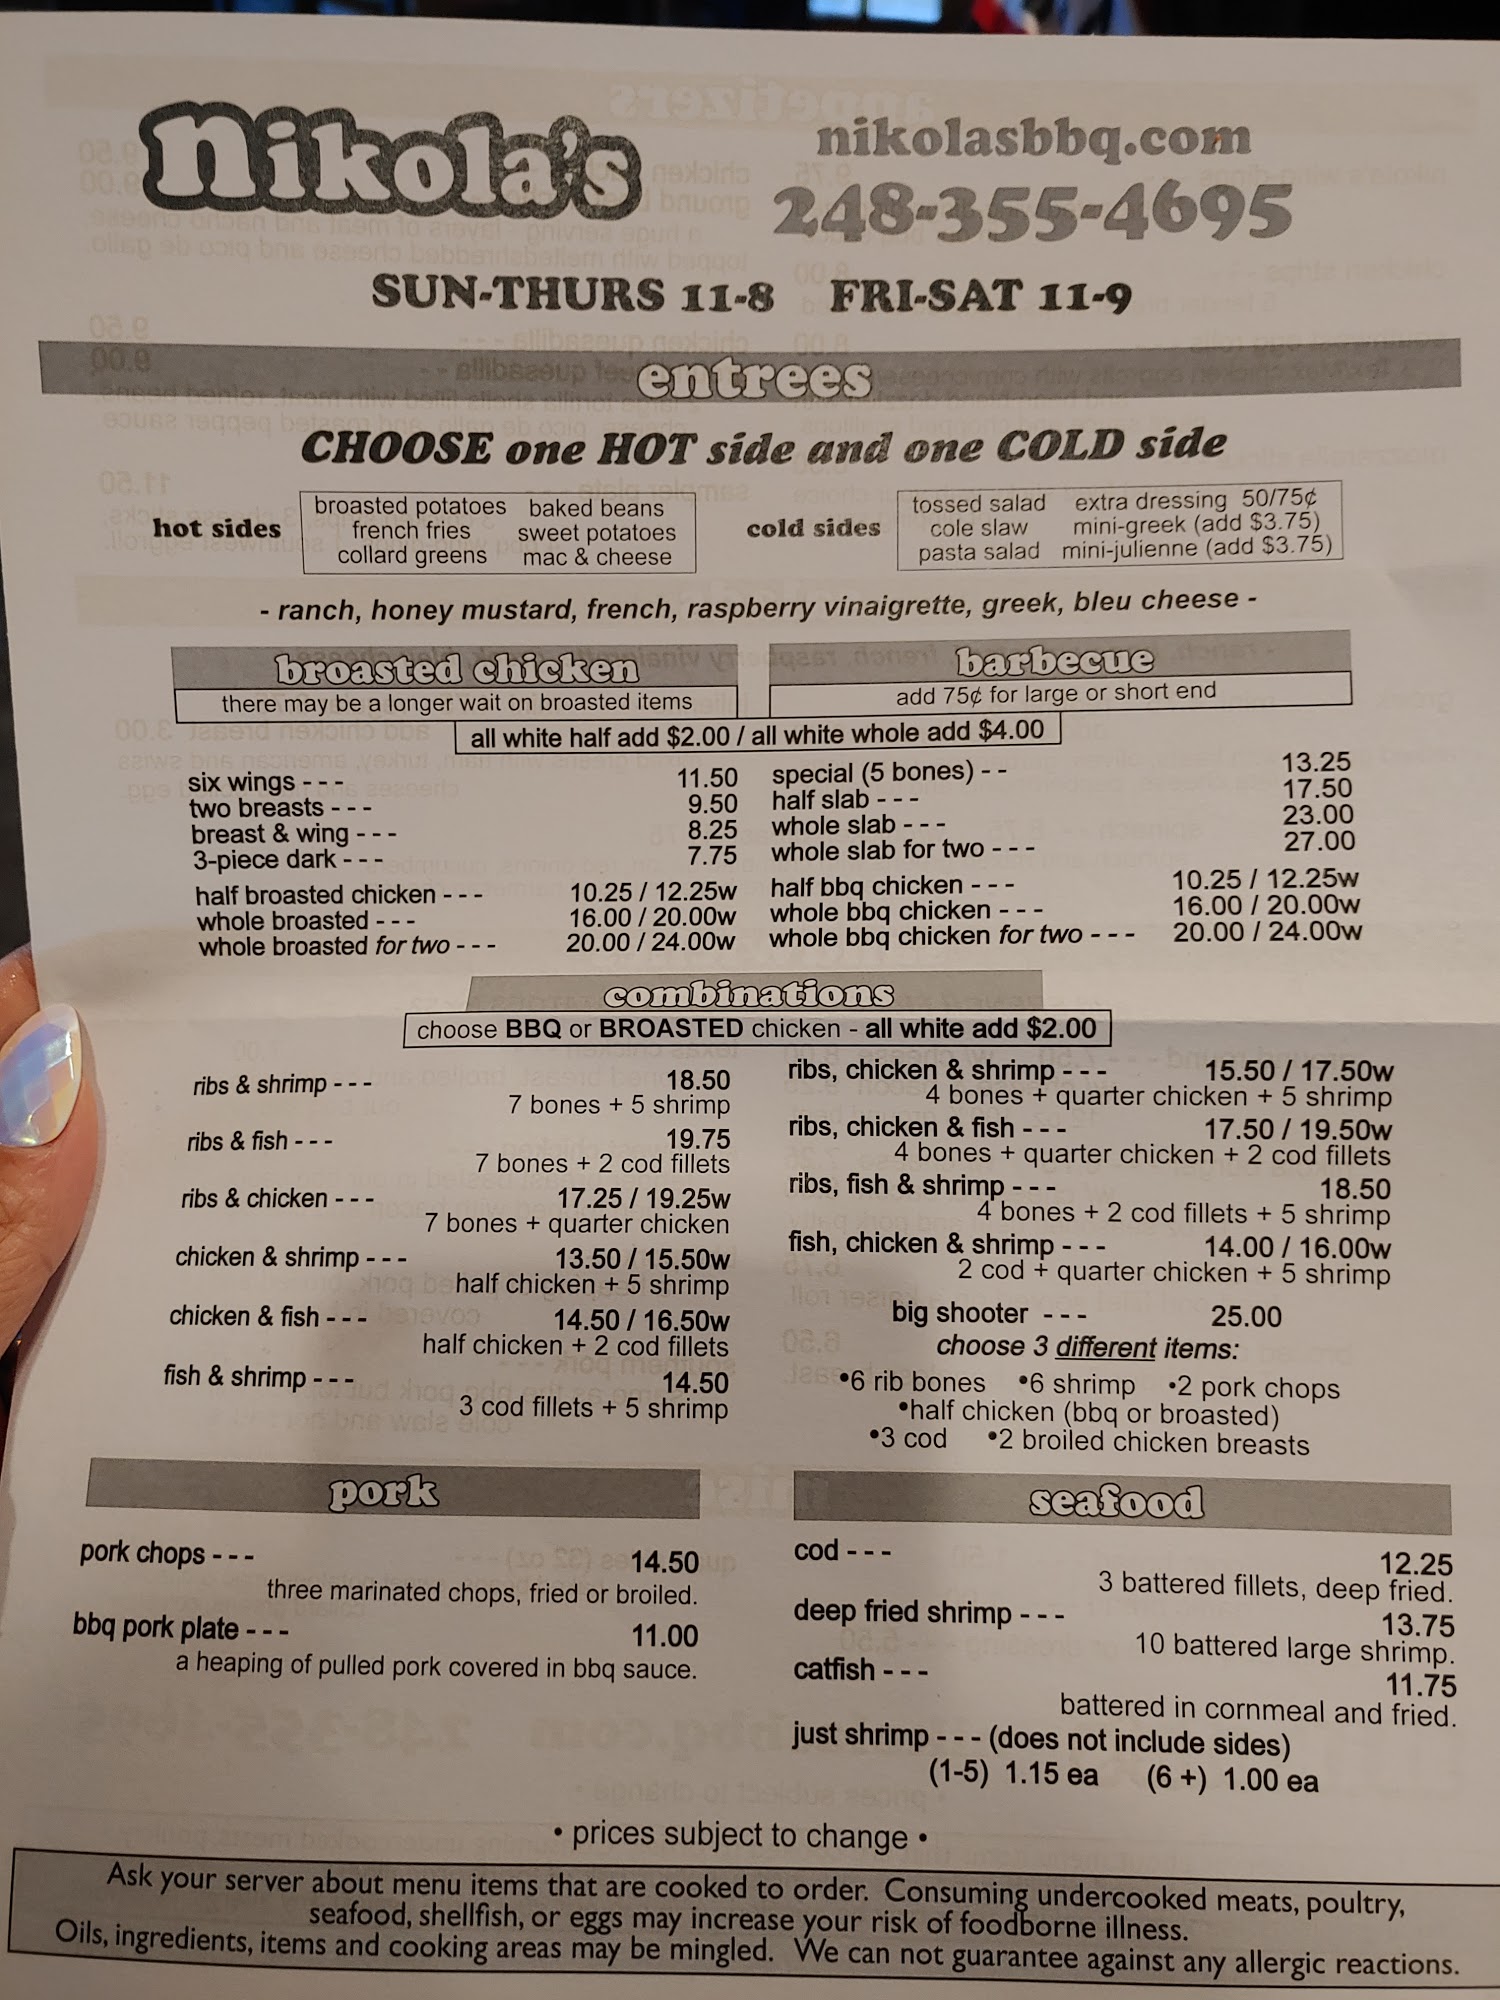 nikola's
nikolasbbq.com
248-355-4695
SUN-THURS 11-8 FRI-SAT 11-9
entrees
CHOOSE one HOT side and one COLD side
hot sides
broasted potatoes baked beans
french fries sweet potatoes
collard greens mac & cheese
cold sides
tossed salad extra dressing 50/75¢
cole slaw mini-greek (add $3.75)
pasta salad mini-julienne (add $3.75)
- ranch, honey mustard, french, raspberry vinaigrette, greek, bleu cheese -
broasted chicken
there may be a longer wait on broasted items
barbecue
add 75¢ for large or short end
all white half add $2.00 / all white whole add $4.00
six wings - - - 11.50
two breasts - - - 9.50
breast & wing - - - 8.25
3-piece dark - - - 7.75
half broasted chicken - - - 10.25 / 12.25w
whole broasted - - - 16.00 / 20.00w
whole broasted for two - - - 20.00 / 24.00w
special (5 bones) - - 13.25
half slab - - - 17.50
whole slab - - - 23.00
whole slab for two - - - 27.00
half bbq chicken - - - 10.25 / 12.25w
whole bbq chicken - - - 16.00 / 20.00w
whole bbq chicken for two - - - 20.00 / 24.00w
combinations
choose BBQ or BROASTED chicken - all white add $2.00
ribs & shrimp - - - 18.50
7 bones + 5 shrimp
ribs & fish - - - 19.75
7 bones + 2 cod fillets
ribs & chicken - - - 17.25 / 19.25w
7 bones + quarter chicken
chicken & shrimp - - - 13.50 / 15.50w
half chicken + 5 shrimp
chicken & fish - - - 14.50 / 16.50w
half chicken + 2 cod fillets
fish & shrimp - - - 14.50
3 cod fillets + 5 shrimp
ribs, chicken & shrimp - - - 15.50 / 17.50w
4 bones + quarter chicken + 5 shrimp
ribs, chicken & fish - - - 17.50 / 19.50w
4 bones + quarter chicken + 2 cod fillets
ribs, fish & shrimp - - - 18.50
4 bones + 2 cod fillets + 5 shrimp
fish, chicken & shrimp - - - 14.00 / 16.00w
2 cod + quarter chicken + 5 shrimp
big shooter - - - 25.00
choose 3 different items:
•6 rib bones •6 shrimp •2 pork chops
•half chicken (bbq or broasted)
•3 cod •2 broiled chicken breasts
pork
pork chops - - - 14.50
three marinated chops, fried or broiled.
bbq pork plate - - - 11.00
a heaping of pulled pork covered in bbq sauce.
seafood
cod - - - 12.25
3 battered fillets, deep fried.
deep fried shrimp - - - 13.75
10 battered large shrimp.
catfish - - - 11.75
battered in cornmeal and fried.
just shrimp - - - (does not include sides)
(1-5) 1.15 ea (6 +) 1.00 ea
• prices subject to change •
Ask your server about menu items that are cooked to order. Consuming undercooked meats, poultry,
seafood, shellfish, or eggs may increase your risk of foodborne illness.
Oils, ingredients, items and cooking areas may be mingled. We can not guarantee against any allergic reactions.